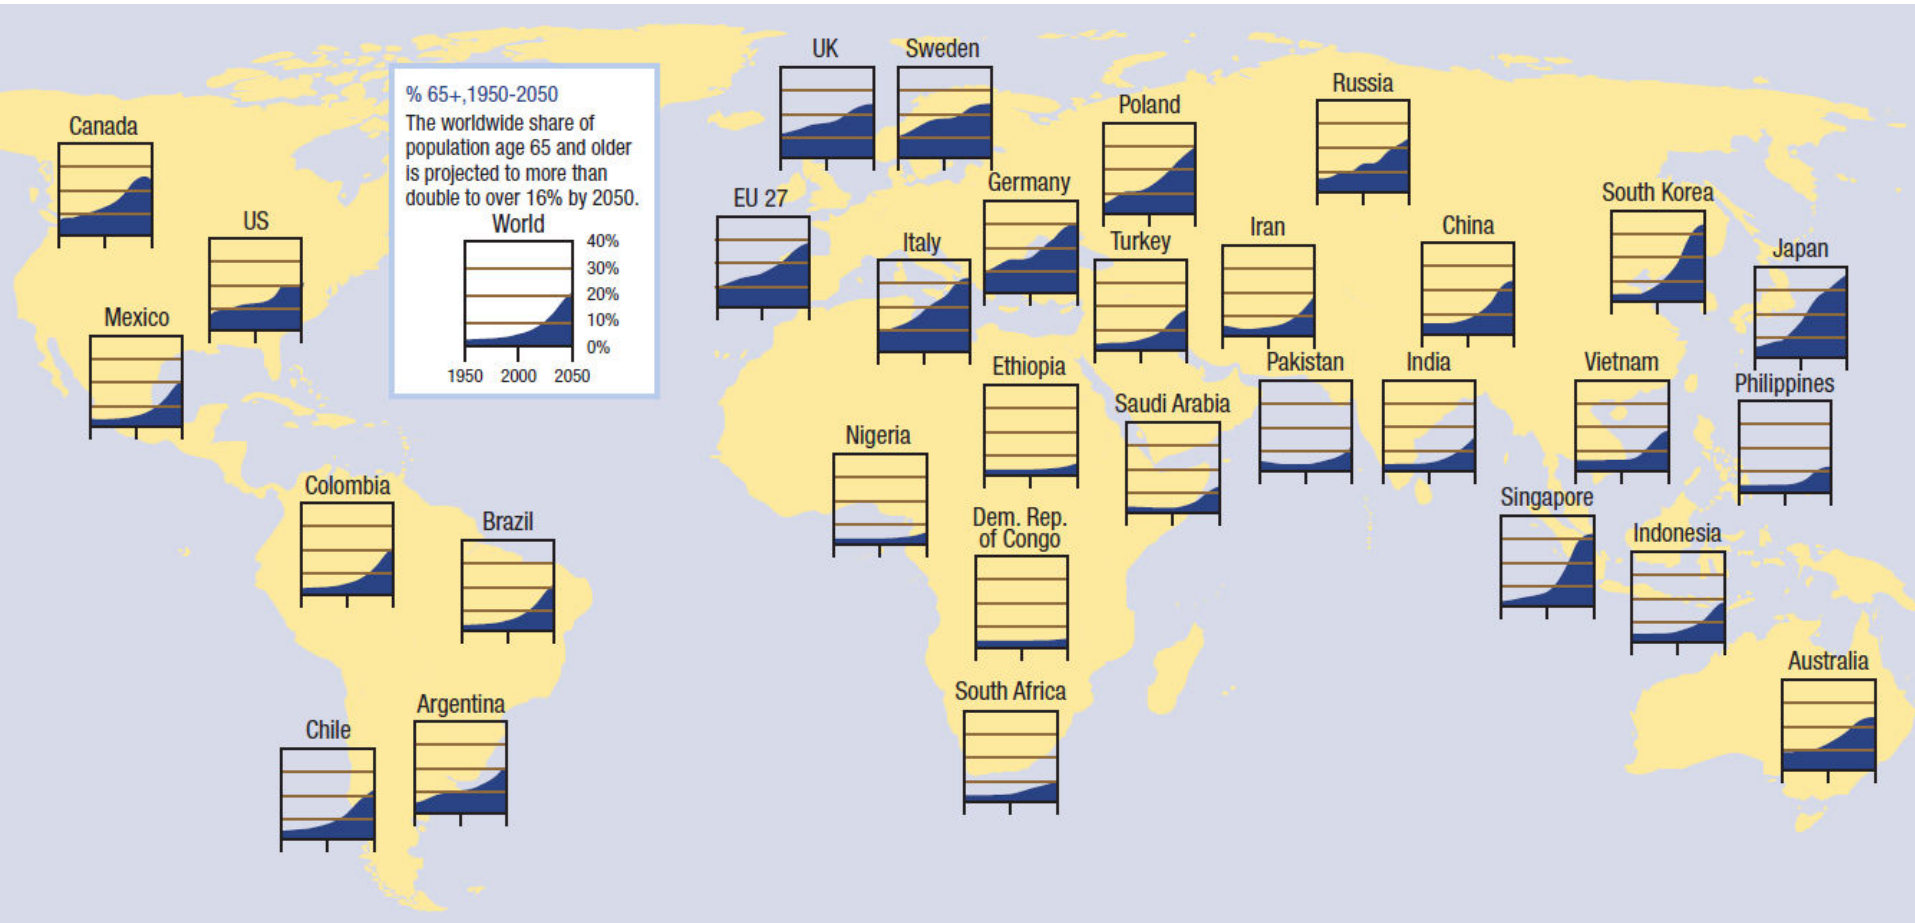 UK
Sweden
Russia
Poland
Canada
% 65+,1950-2050
The worldwide share of
population age 65 and older
is projected to more than
double to over 16% by 2050.
World
40%
30%
20%
10%
0%
1950 2000 2050
US
Mexico
EU 27
Germany
Italy
Turkey
Iran
China
South Korea
Japan
Ethiopia
Pakistan
India
Vietnam
Philippines
Saudi Arabia
Nigeria
Colombia
Brazil
Dem. Rep.
of Congo
Singapore
Indonesia
South Africa
Australia
Argentina
Chile